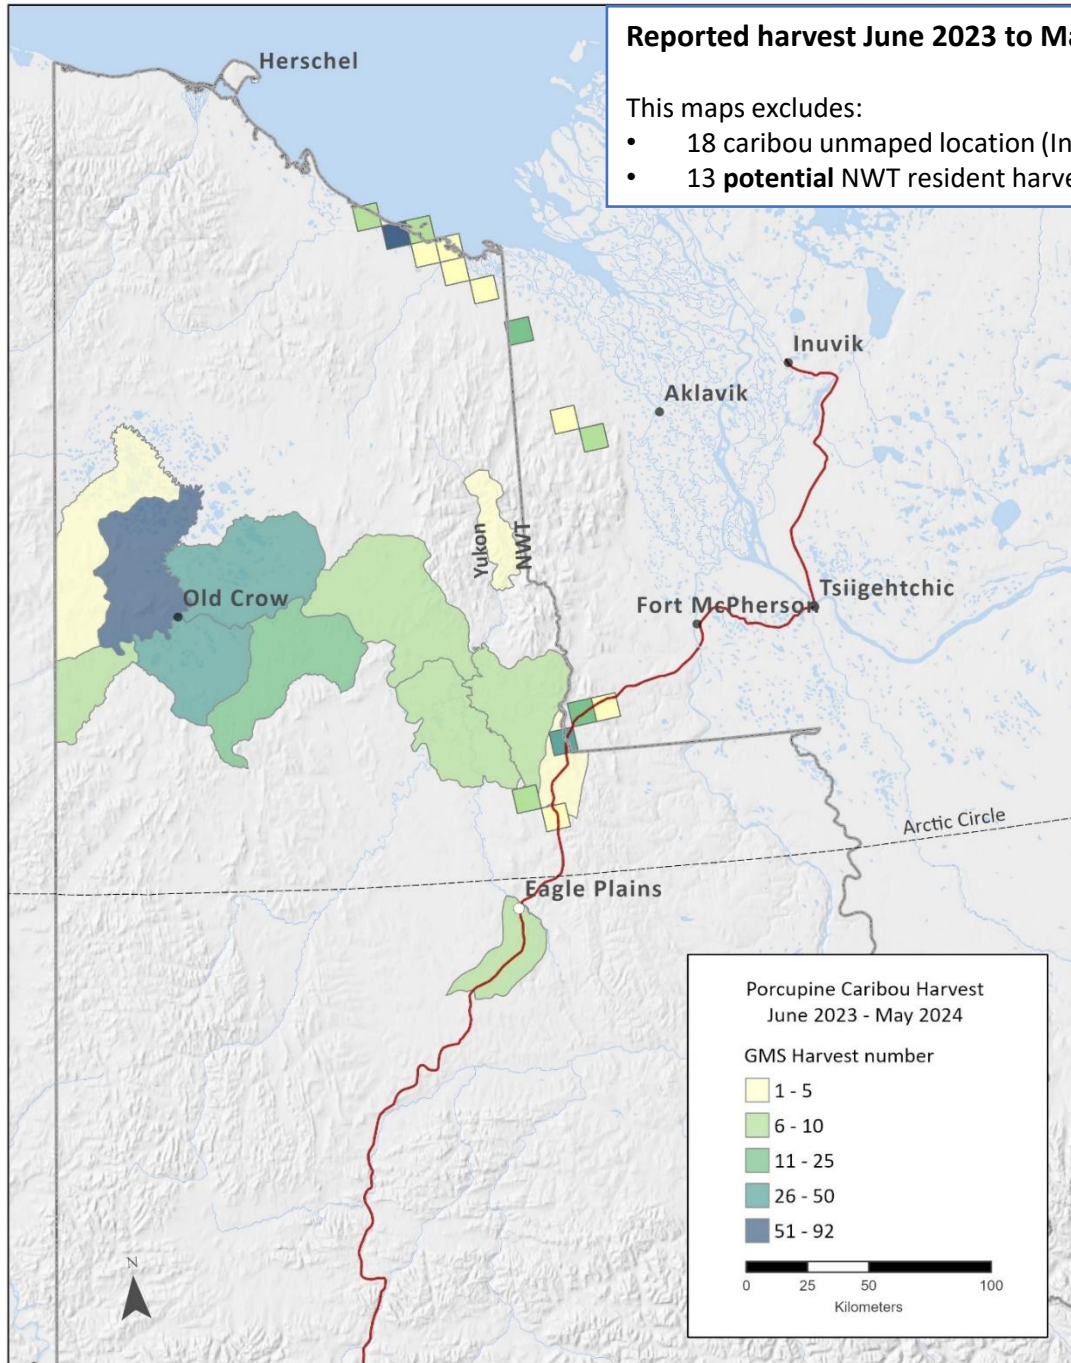 Reported harvest June 2023 to Ma
This maps excludes:
• 18 caribou unmaped location (In
• 13 potential NWT resident harve
Herschel
Inuvik
Aklavik
Yukon
NWT
Old Crow
Tsiigehtchic
Fort McPherson
Arctic Circle
Eagle Plains
Porcupine Caribou Harvest
June 2023 - May 2024
GMS Harvest number
1 - 5
6 - 10
11 - 25
26 - 50
51 - 92
0 25 50 100
Kilometers
N